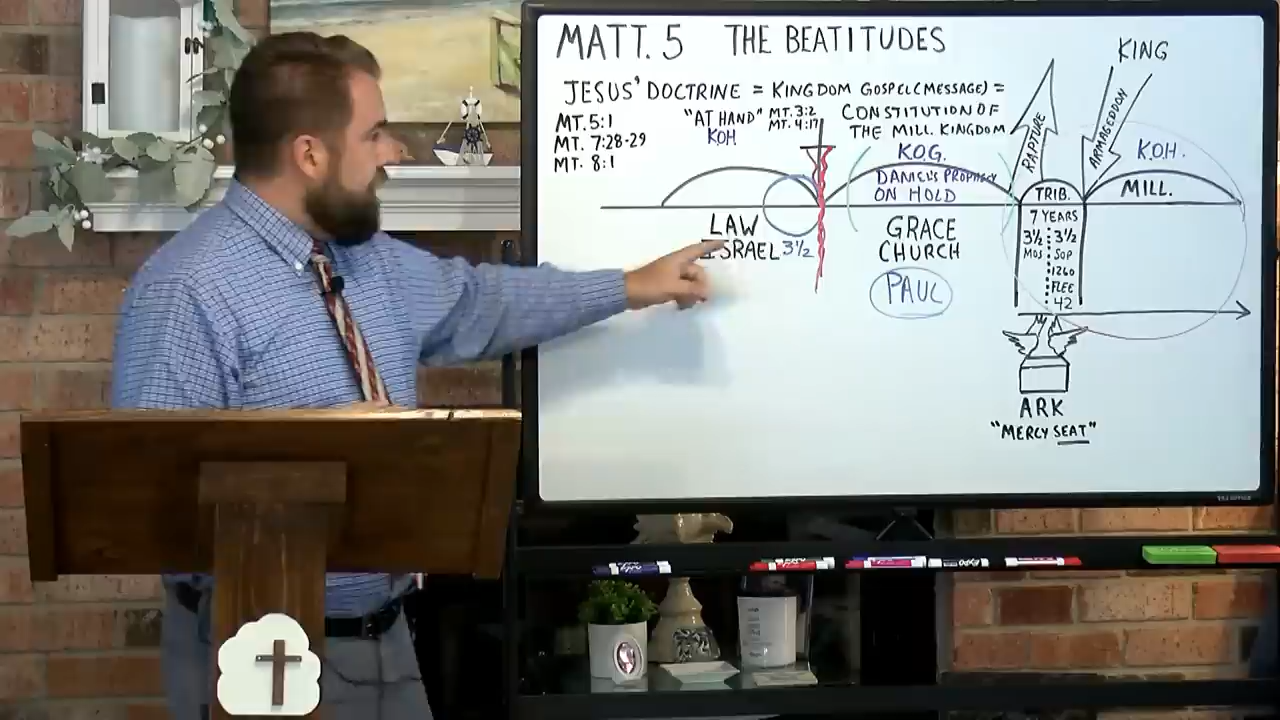 MATT. 5 THE BEATITUDES
JESUS' DOCTRINE = KINGDOM GOSPEL (MESSAGE) =
MT. 5:1
MT. 7:28-29
MT. 8:1
"AT HAND"
KOH
MT. 3:2
MT. 4:17
CONSTITUTION OF
THE MILL. KINGDOM
K.O.G.
DANIEL'S PROPHECY
ON HOLD
LAW
ISRAEL 3½
GRACE
CHURCH
PAUL
RAPTURE
KING
ARMAGEDDON
K.O.H.
TRIB.
MILL.
7 YEARS
3½ 3½
MOS SOP
1260
FLEE
42
ARK
"MERCY SEAT"